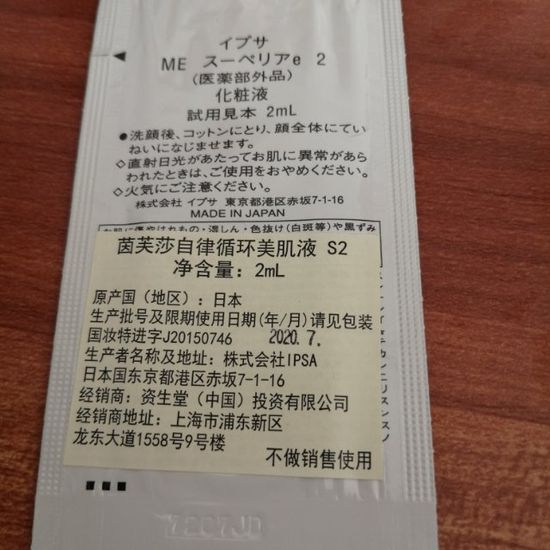 イプサ
ME スーペリアe 2
(医薬部外品)
化粧液
試用見本 2mL
●洗顔後、コットンにとり、顔全体にてい
ねいになじませます。
◇直射日光があたってお肌に異常があら
われたときは、ご使用をおやめください。
◇火気にご注意ください。
株式会社 イプサ 東京都港区赤坂7-1-16
MADE IN JAPAN
色抜け(白斑等)や黒ずみ
茵芙莎自律循环美肌液 S2
净含量：2mL
原产国（地区）：日本
生产批号及限期使用日期(年/月)请见包装
国妆特进字J20150746 2020.7.
生产者名称及地址：株式会社IPSA
日本国东京都港区赤坂7-1-16
经销商：资生堂（中国）投资有限公司
经销商地址：上海市浦东新区
龙东大道1558号9号楼
不做销售使用